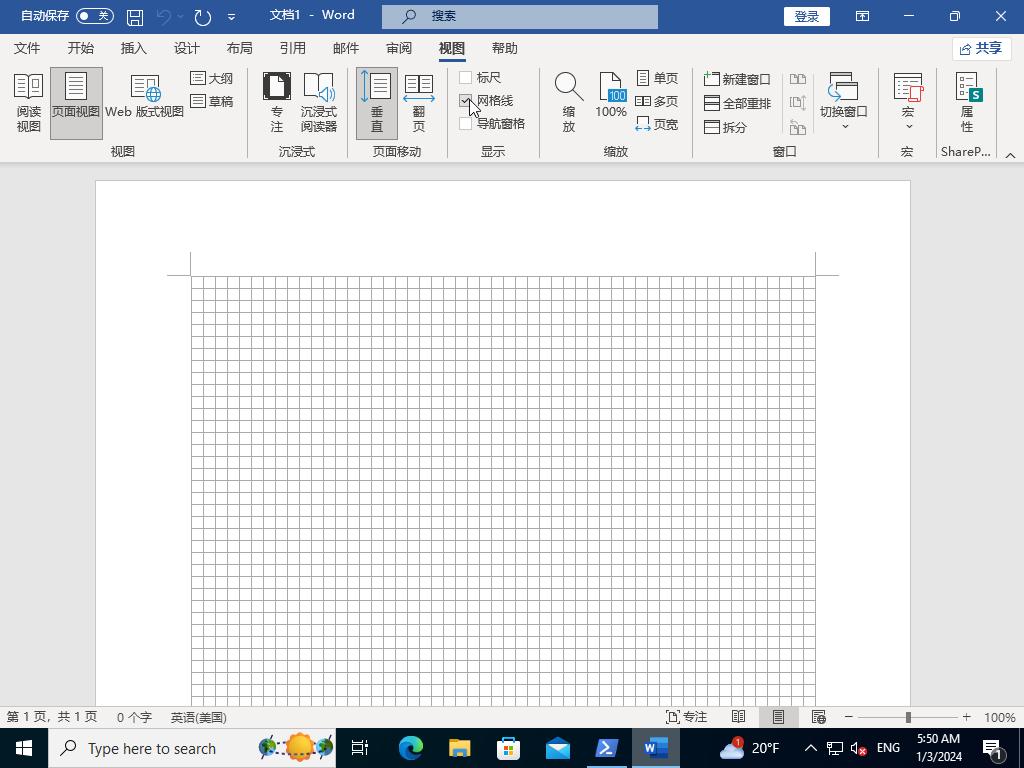 自动保存 关 文档1 - Word 搜索 登录
文件 开始 插入 设计 布局 引用 邮件 审阅 视图 帮助 共享
阅读视图 页面视图 Web 版式视图 大纲 草稿
专注 沉浸式阅读器
垂直 翻页
标尺 网格线 导航窗格
缩放 100% 单页 多页 页宽
新建窗口 全部重排 拆分 切换窗口
宏
属性
视图 沉浸式 页面移动 显示 缩放 窗口 宏 ShareP...
第 1 页, 共 1 页 0 个字 英语(美国) 专注 100%
Type here to search 1 20°F ENG 5:50 AM
1/3/2024 1